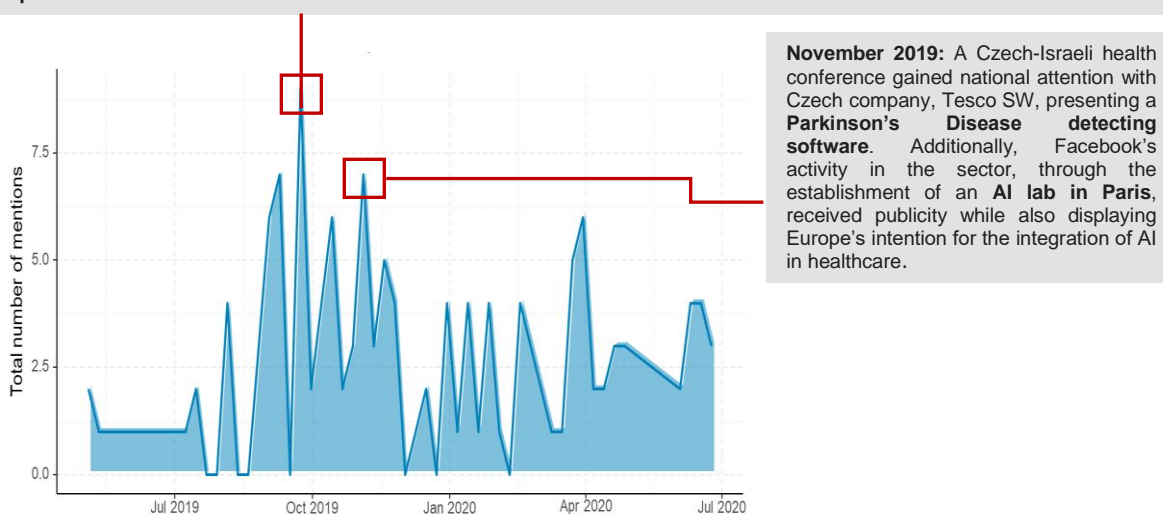 November 2019: A Czech-Israeli health
conference gained national attention with
Czech company, Tesco SW, presenting a
Parkinson's Disease detecting
software. Additionally, Facebook's
activity in the sector, through the
establishment of an AI lab in Paris,
received publicity while also displaying
Europe's intention for the integration of AI
in healthcare.
Total number of mentions
7.5
5.0
2.5
0.0
Jul 2019
Oct 2019
Jan 2020
Apr 2020
Jul 2020